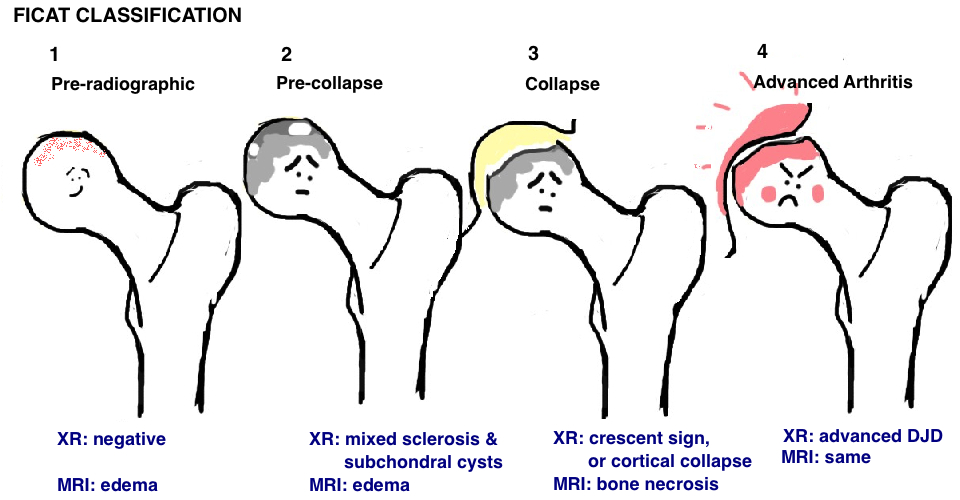 FICAT CLASSIFICATION
1
Pre-radiographic
2
Pre-collapse
3
Collapse
4
Advanced Arthritis
XR: negative
MRI: edema
XR: mixed sclerosis &
subchondral cysts
MRI: edema
XR: crescent sign,
or cortical collapse
MRI: bone necrosis
XR: advanced DJD
MRI: same